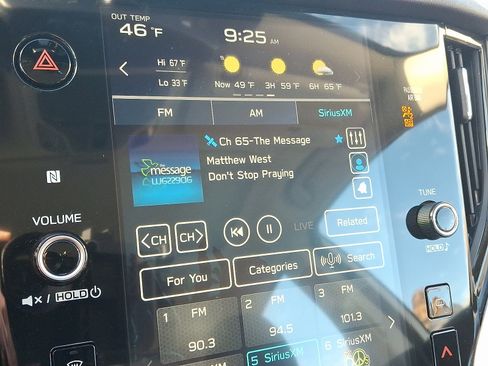 OUT TEMP
46°F
9:25 AM
Hi 67°F
Lo 33°F
Now 49°F 3H 59°F 6H 65°F
FM AM SiriusXM
Ch 65-The Message
Matthew West
Don't Stop Praying
the message
VOLUME
HOLD
<CH CH> LIVE Related
For You Categories Search
TUNE
HOLD
1 FM 90.3
2 FM 94.5
3 FM 101.3
5 SiriusXM
6 SiriusXM